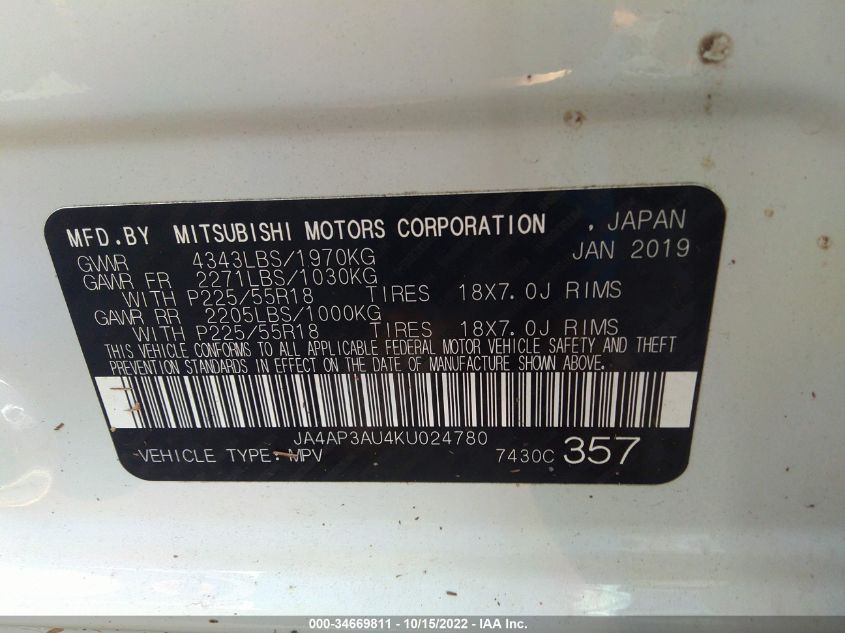 MFD.BY MITSUBISHI MOTORS CORPORATION , JAPAN
GVWR 4343LBS/1970KG JAN 2019
GAWR FR 2271LBS/1030KG
WITH P225/55R18 TIRES 18X7.0J RIMS
GAWR RR 2205LBS/1000KG
WITH P225/55R18 TIRES 18X7.0J RIMS
THIS VEHICLE CONFORMS TO ALL APPLICABLE FEDERAL MOTOR VEHICLE SAFETY AND THEFT
PREVENTION STANDARDS IN EFFECT ON THE DATE OF MANUFACTURE SHOWN ABOVE.
JA4AP3AU4KU024780
VEHICLE TYPE: MPV 7430C 357
000-34669811 - 10/15/2022 - IAA Inc.